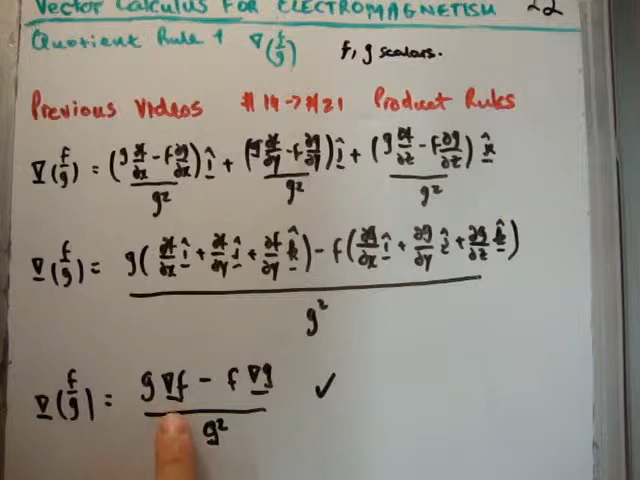 Vector Calculus FOR ELECTROMAGNETISM 22
Quotient Rule 1 ∇(f/g) f, g scalars.
Previous Videos #14→#21 Product Rules
∇(f/g) = (g ∂f/∂x − f ∂g/∂x)/g² î + (g ∂f/∂y − f ∂g/∂y)/g² ĵ + (g ∂f/∂z − f ∂g/∂z)/g² k̂
∇(f/g) = [g(∂f/∂x î + ∂f/∂y ĵ + ∂f/∂z k̂) − f(∂g/∂x î + ∂g/∂y ĵ + ∂g/∂z k̂)]/g²
∇(f/g) = (g∇f − f∇g)/g² ✓